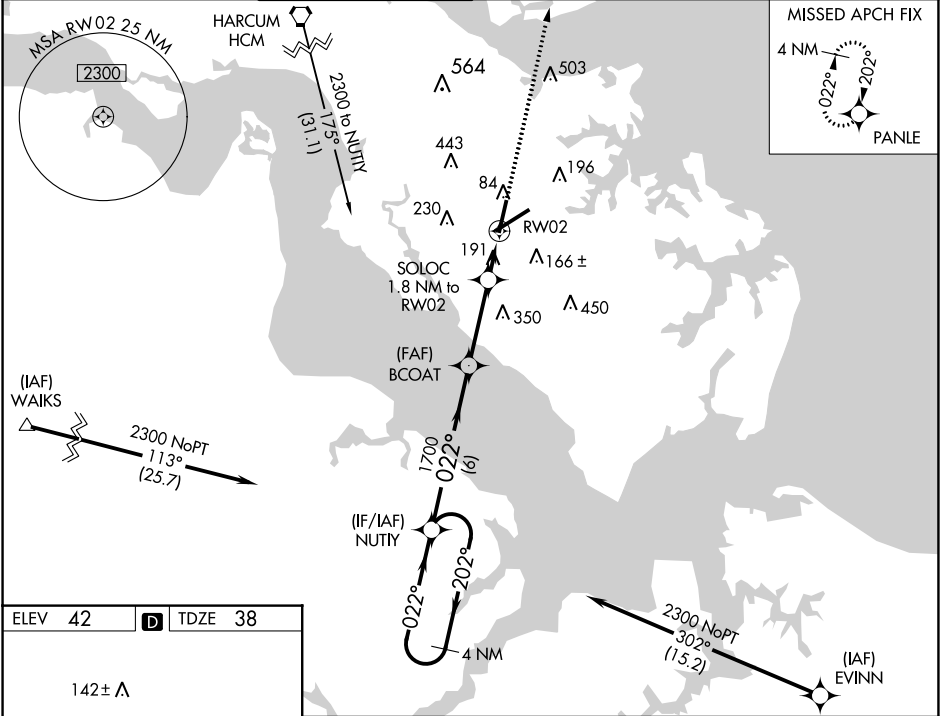 MSA RW02 25 NM
2300
HARCUM
HCM
2300 to NUTIY
175°
(31.1)
564
503
443
84
196
230
RW02
191
166 ±
SOLOC
1.8 NM to
RW02
350
450
(FAF)
BCOAT
MISSED APCH FIX
4 NM
022°
202°
PANLE
(IAF)
WAIKS
2300 NoPT
113°
(25.7)
1700
022°
(6)
(IF/IAF)
NUTIY
022°
202°
4 NM
2300 NoPT
302°
(15.2)
(IAF)
EVINN
ELEV 42 D TDZE 38
142±